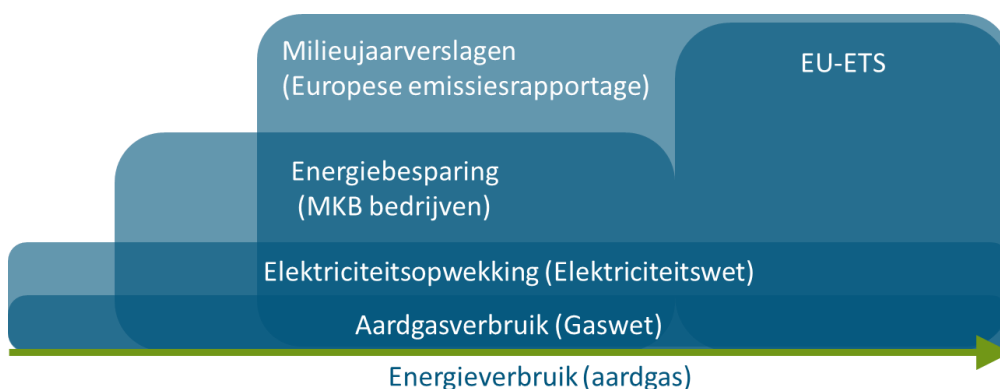 Milieujaarverslagen
(Europese emissiesrapportage)
EU-ETS
Energiebesparing
(MKB bedrijven)
Elektriciteitsopwekking (Elektriciteitswet)
Aardgasverbruik (Gaswet)
Energieverbruik (aardgas)